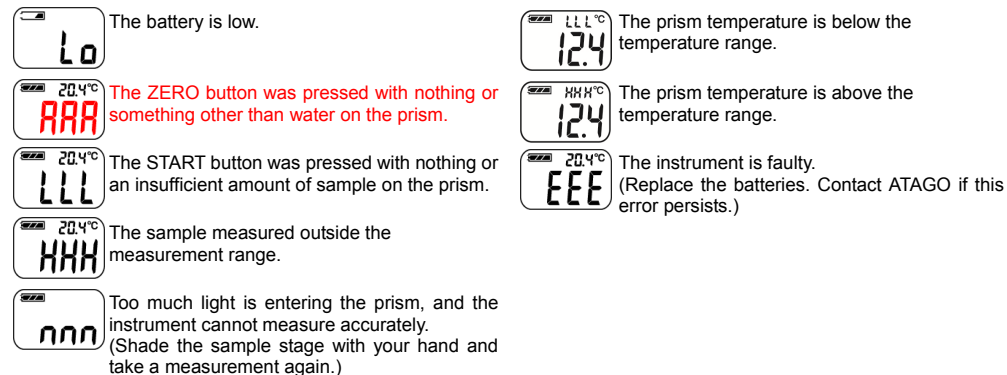 The battery is low.
Lo
20.4°C
The ZERO button was pressed with nothing or
AAA
something other than water on the prism.
20.4°C
The START button was pressed with nothing or
LLL
an insufficient amount of sample on the prism.
20.4°C
The sample measured outside the
HHH
measurement range.
Too much light is entering the prism, and the
nnn
instrument cannot measure accurately.
(Shade the sample stage with your hand and
take a measurement again.)
LLL°C
The prism temperature is below the
12.4
temperature range.
HHH°C
The prism temperature is above the
12.4
temperature range.
20.4°C
The instrument is faulty.
EEE
(Replace the batteries. Contact ATAGO if this
error persists.)